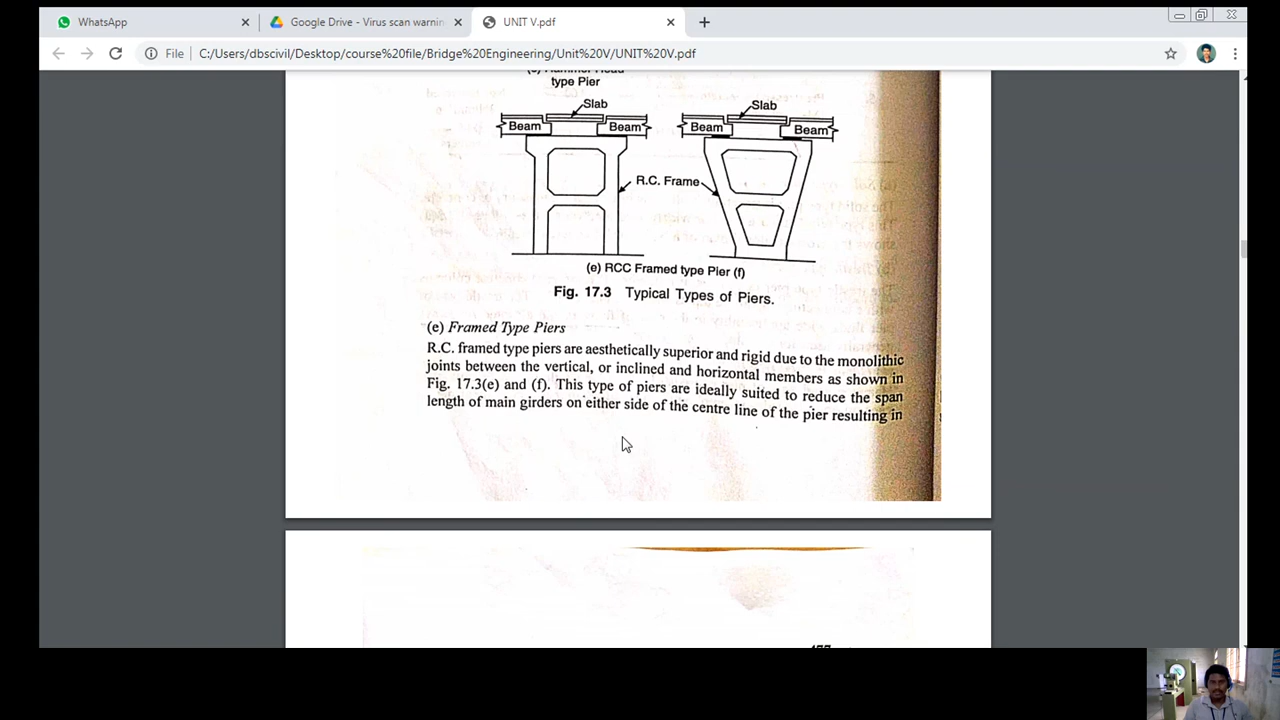 WhatsApp
Google Drive - Virus scan warnin
UNIT V.pdf
File
C:/Users/dbscivil/Desktop/course%20file/Bridge%20Engineering/Unit%20V/UNIT%20V.pdf
type Pier
Slab
Slab
Beam
Beam
Beam
Beam
R.C. Frame
(e) RCC Framed type Pier (f)
Fig. 17.3 Typical Types of Piers.
(e) Framed Type Piers
R.C. framed type piers are aesthetically superior and rigid due to the monolithic
joints between the vertical, or inclined and horizontal members as shown in
Fig. 17.3(e) and (f). This type of piers are ideally suited to reduce the span
length of main girders on either side of the centre line of the pier resulting in